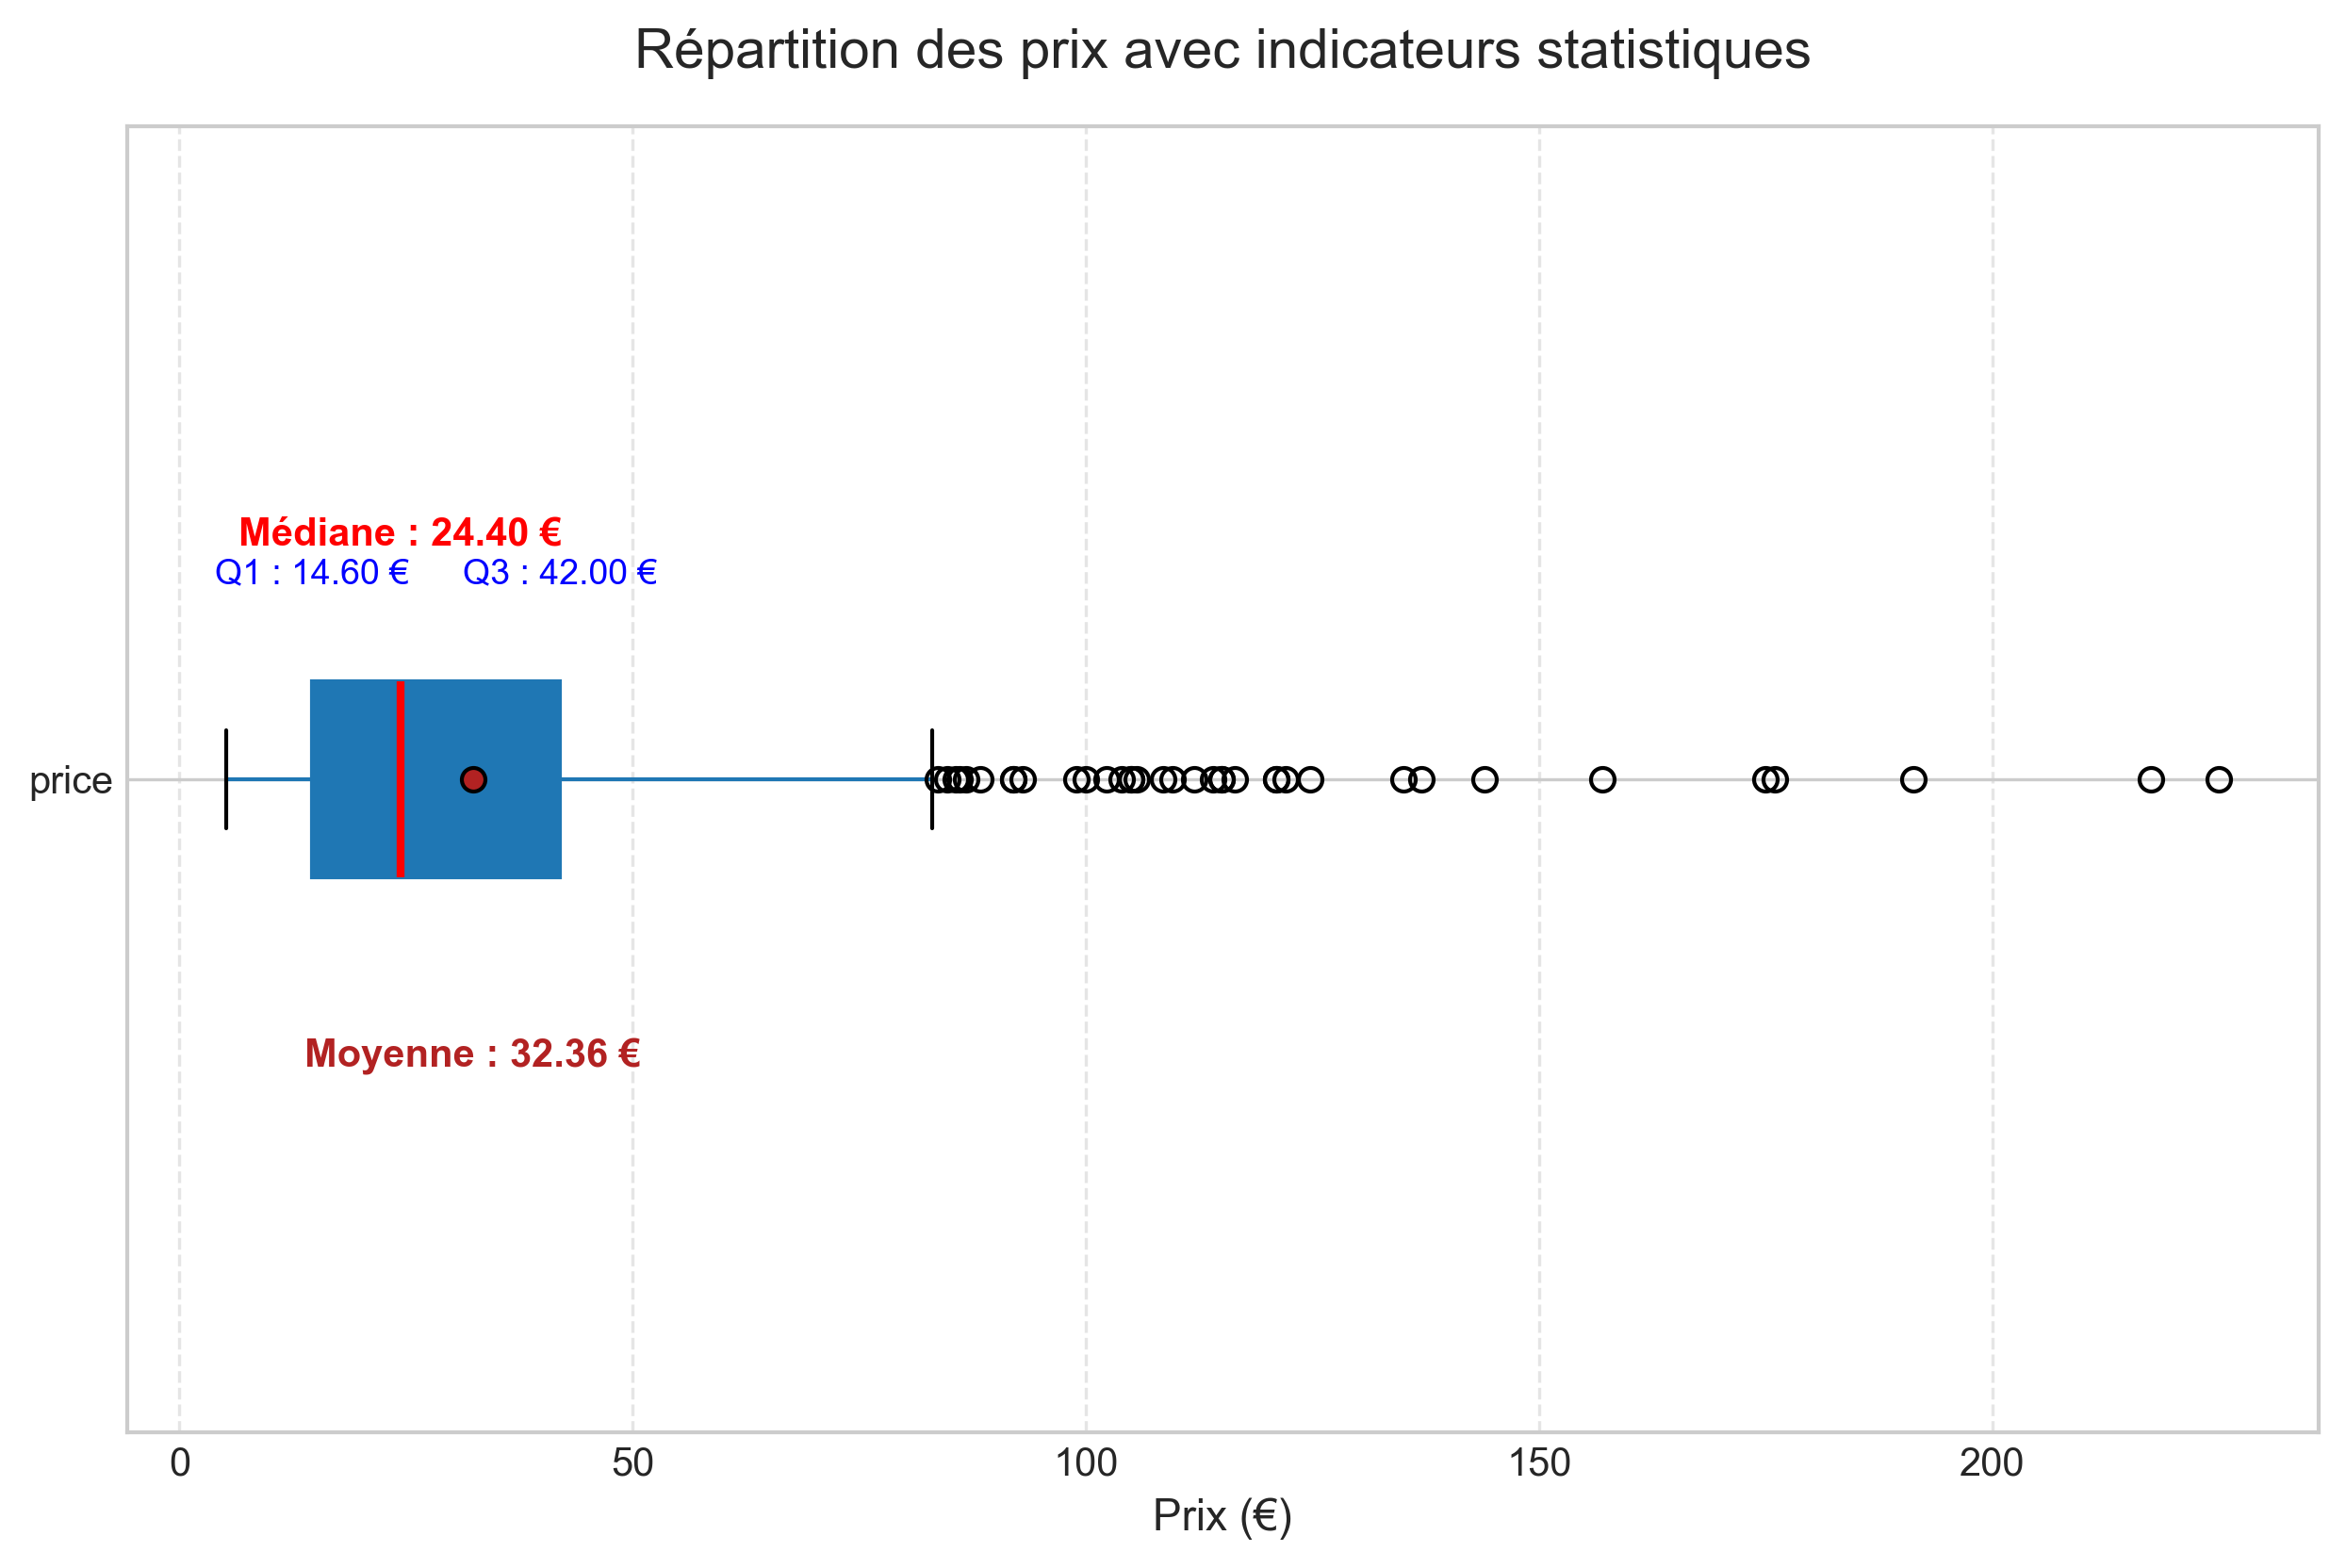 Répartition des prix avec indicateurs statistiques
Médiane : 24.40 €
Q1 : 14.60 € Q3 : 42.00 €
price
Moyenne : 32.36 €
0 50 100 150 200
Prix (€)